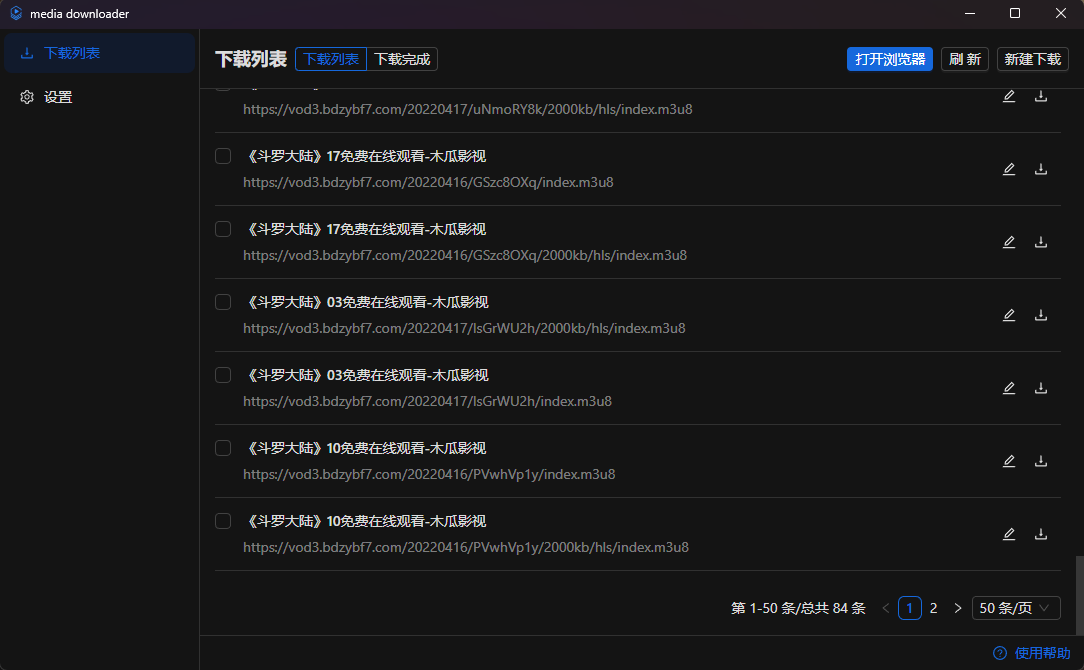 media downloader
下载列表
设置
下载列表 下载列表 下载完成 打开浏览器 刷 新 新建下载
https://vod3.bdzybf7.com/20220417/uNmoRY8k/2000kb/hls/index.m3u8
《斗罗大陆》17免费在线观看-木瓜影视
https://vod3.bdzybf7.com/20220416/GSzc8OXq/index.m3u8
《斗罗大陆》17免费在线观看-木瓜影视
https://vod3.bdzybf7.com/20220416/GSzc8OXq/2000kb/hls/index.m3u8
《斗罗大陆》03免费在线观看-木瓜影视
https://vod3.bdzybf7.com/20220417/lsGrWU2h/2000kb/hls/index.m3u8
《斗罗大陆》03免费在线观看-木瓜影视
https://vod3.bdzybf7.com/20220417/lsGrWU2h/index.m3u8
《斗罗大陆》10免费在线观看-木瓜影视
https://vod3.bdzybf7.com/20220416/PVwhVp1y/index.m3u8
《斗罗大陆》10免费在线观看-木瓜影视
https://vod3.bdzybf7.com/20220416/PVwhVp1y/2000kb/hls/index.m3u8
第 1-50 条/总共 84 条 < 1 2 > 50 条/页
使用帮助